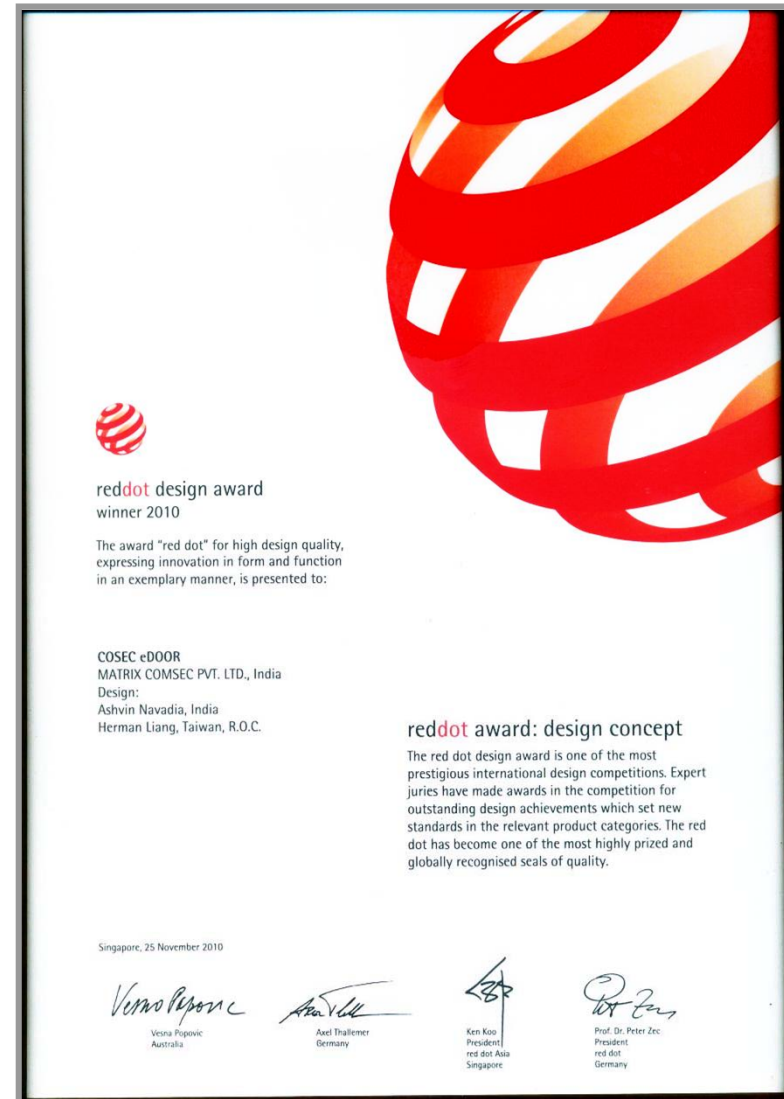 reddot design award
winner 2010
The award "red dot" for high design quality,
expressing innovation in form and function
in an exemplary manner, is presented to:
COSEC eDOOR
MATRIX COMSEC PVT. LTD., India
Design:
Ashvin Navadia, India
Herman Liang, Taiwan, R.O.C.
reddot award: design concept
The red dot design award is one of the most
prestigious international design competitions. Expert
juries have made awards in the competition for
outstanding design achievements which set new
standards in the relevant product categories. The red
dot has become one of the most highly prized and
globally recognised seals of quality.
Singapore, 25 November 2010
Vesna Popovic
Vesna Popovic
Australia
Axel Thallemer
Germany
Ken Koo
President
red dot Asia
Singapore
Prof. Dr. Peter Zec
President
red dot
Germany